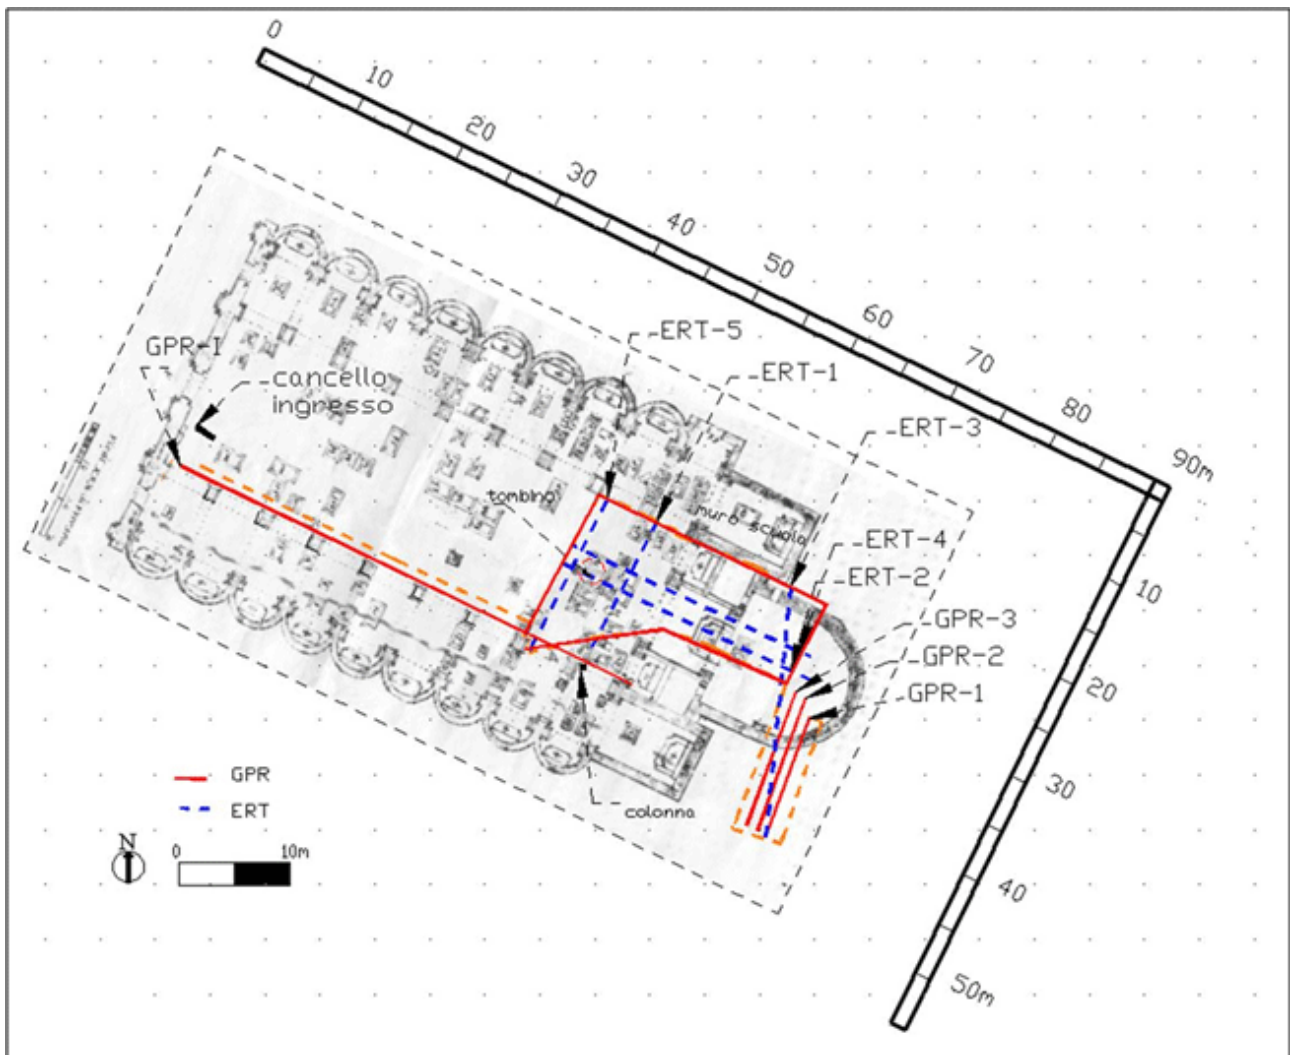 0
10
20
30
40
50
60
70
80
90m
10
20
30
40
50m
ERT-5
ERT-1
ERT-3
ERT-4
ERT-2
GPR-3
GPR-2
GPR-1
GPR-I
cancello
ingresso
tombino
muro scuola
colonna
GPR
ERT
N
0
10m